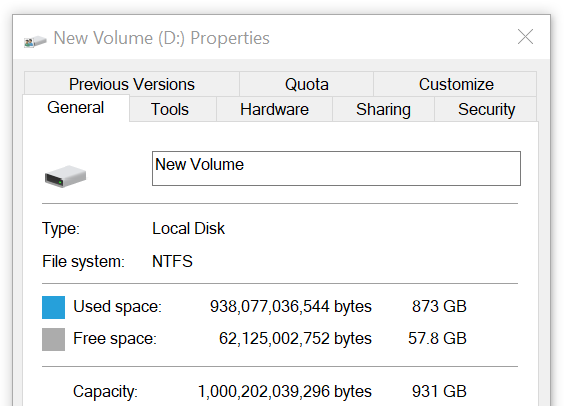 New Volume (D:) Properties
Previous Versions Quota Customize
General Tools Hardware Sharing Security
New Volume
Type: Local Disk
File system: NTFS
Used space: 938,077,036,544 bytes 873 GB
Free space: 62,125,002,752 bytes 57.8 GB
Capacity: 1,000,202,039,296 bytes 931 GB